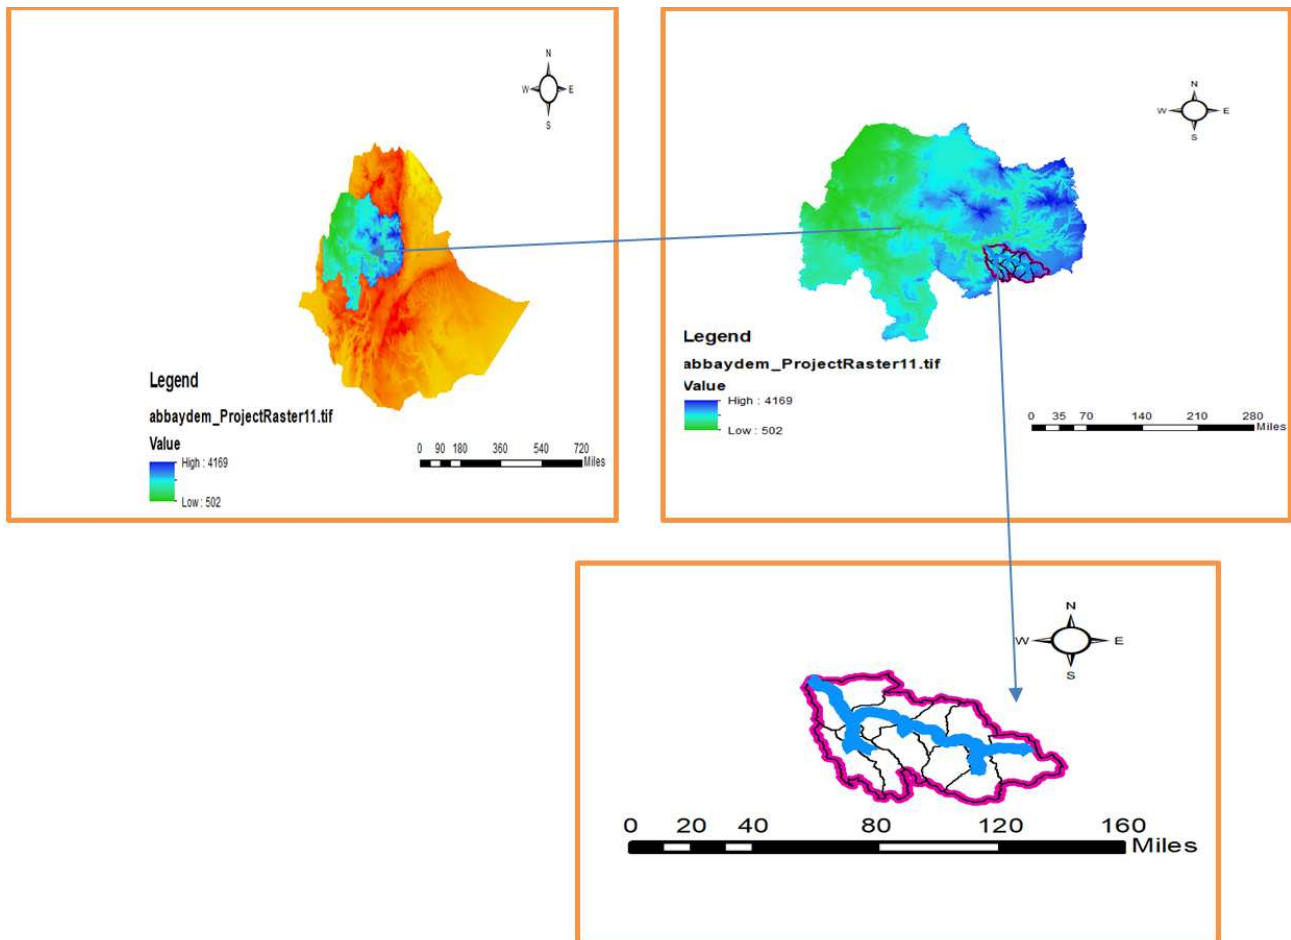 N
W E
S
Legend
abbaydem_ProjectRaster11.tif
Value
High : 4169
Low : 502
0 90 180 360 540 720
Miles
N
W E
S
Legend
abbaydem_ProjectRaster11.tif
Value
High : 4169
Low : 502
0 35 70 140 210 280
Miles
N
W E
S
0 20 40 80 120 160
Miles